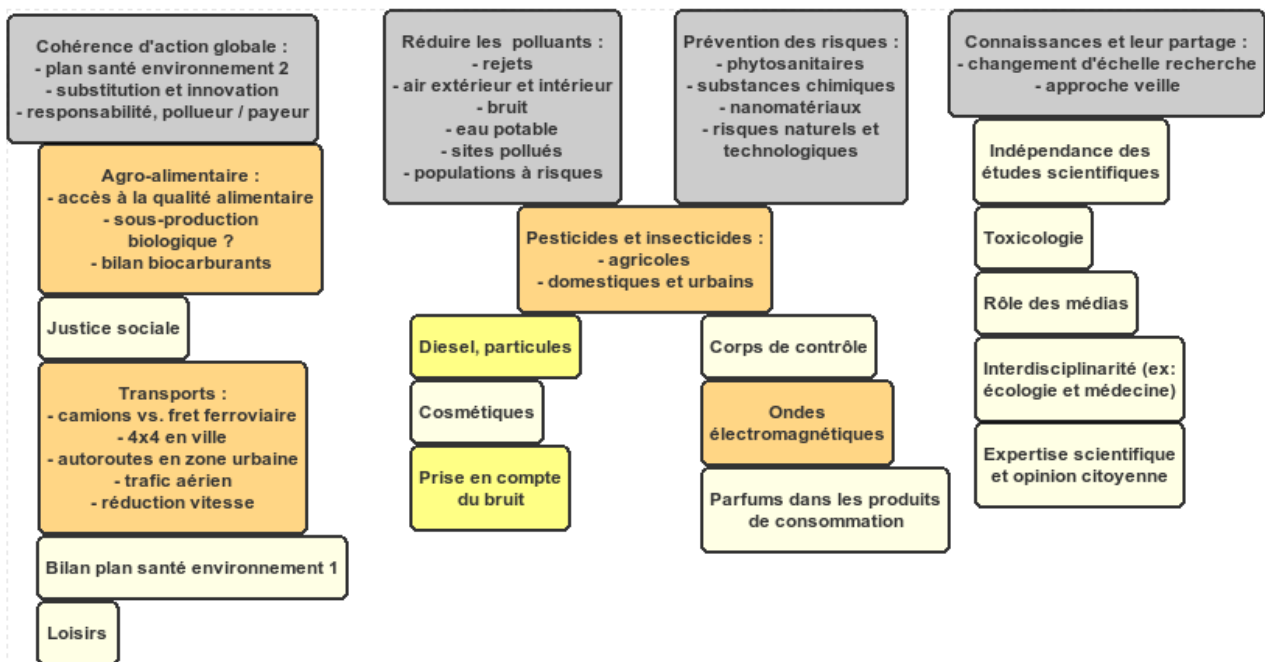 Cohérence d'action globale :
- plan santé environnement 2
- substitution et innovation
- responsabilité, pollueur / payeur
Agro-alimentaire :
- accès à la qualité alimentaire
- sous-production
biologique ?
- bilan biocarburants
Justice sociale
Transports :
- camions vs. fret ferroviaire
- 4x4 en ville
- autoroutes en zone urbaine
- trafic aérien
- réduction vitesse
Bilan plan santé environnement 1
Loisirs
Réduire les  polluants :
- rejets
- air extérieur et intérieur
- bruit
- eau potable
- sites pollués
- populations à risques
Prévention des risques :
- phytosanitaires
- substances chimiques
- nanomatériaux
- risques naturels et
technologiques
Pesticides et insecticides :
- agricoles
- domestiques et urbains
Diesel, particules
Cosmétiques
Prise en compte
du bruit
Corps de contrôle
Ondes
électromagnétiques
Parfums dans les produits
de consommation
Connaissances et leur partage :
- changement d'échelle recherche
- approche veille
Indépendance des
études scientifiques
Toxicologie
Rôle des médias
Interdisciplinarité (ex:
écologie et médecine)
Expertise scientifique
et opinion citoyenne